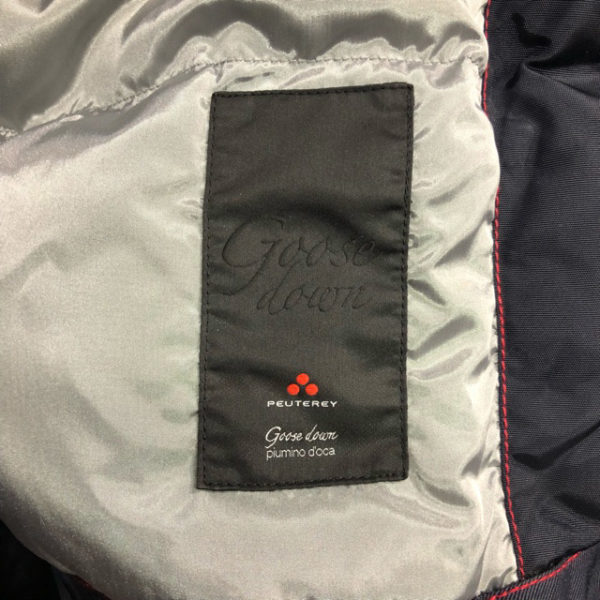 Goose
down
PEUTEREY
Goose down
piumino d'oca